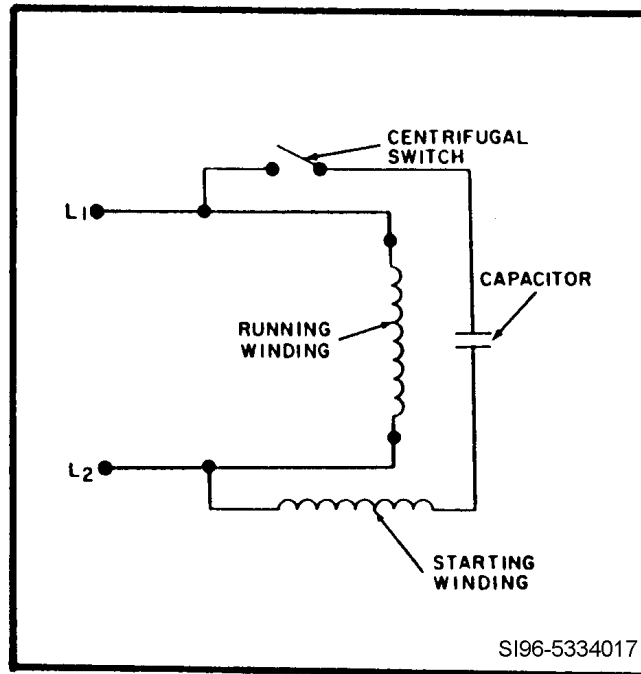 CENTRIFUGAL
SWITCH
L1
CAPACITOR
RUNNING
WINDING
L2
STARTING
WINDING
SI96-5334017